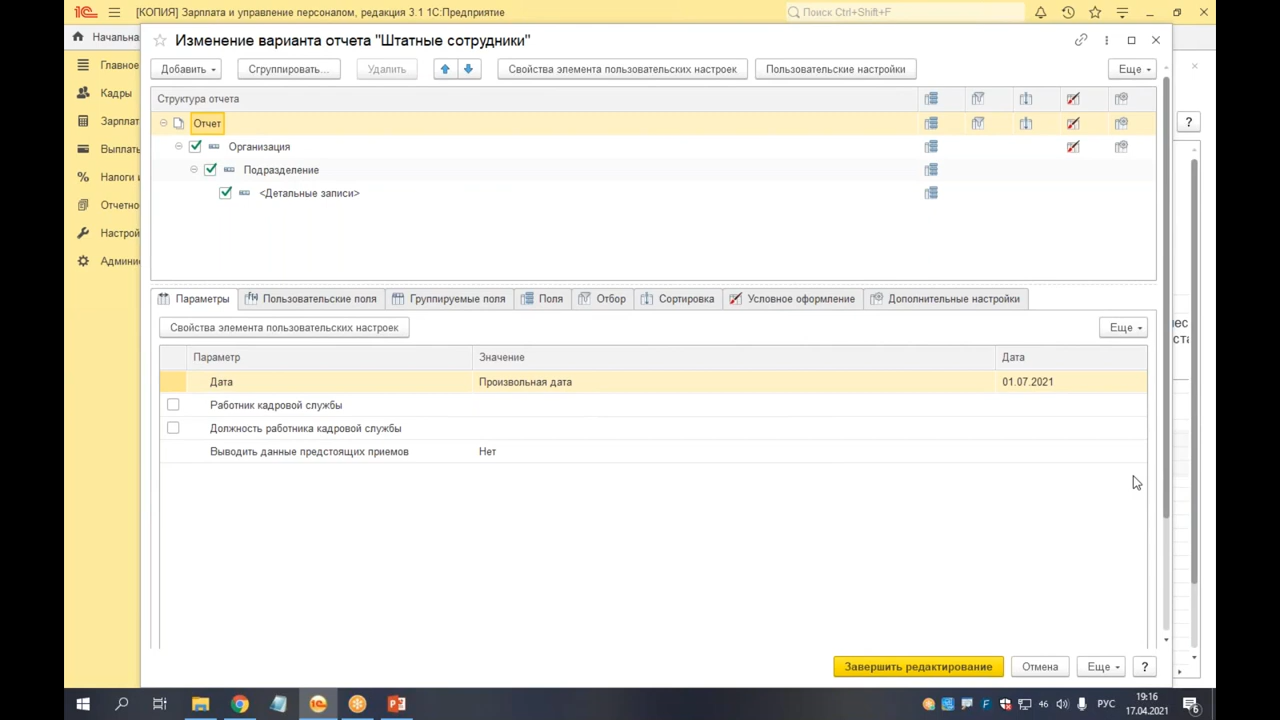 [КОПИЯ] Зарплата и управление персоналом, редакция 3.1 1С:Предприятие
Поиск Ctrl+Shift+F
Начальна
Изменение варианта отчета "Штатные сотрудники"
Главное
Кадры
Зарплат
Выплаты
Налоги и
Отчетно
Настрой
Админи
Добавить
Сгруппировать...
Удалить
Свойства элемента пользовательских настроек
Пользовательские настройки
Еще
Структура отчета
Отчет
?
Организация
Подразделение
<Детальные записи>
Параметры
Пользовательские поля
Группируемые поля
Поля
Отбор
Сортировка
Условное оформление
Дополнительные настройки
Свойства элемента пользовательских настроек
Еще
Параметр
Значение
Дата
Дата
Произвольная дата
01.07.2021
Работник кадровой службы
Должность работника кадровой службы
Выводить данные предстоящих приемов
Нет
Завершить редактирование
Отмена
Еще
?
46
РУС
19:16
17.04.2021
6